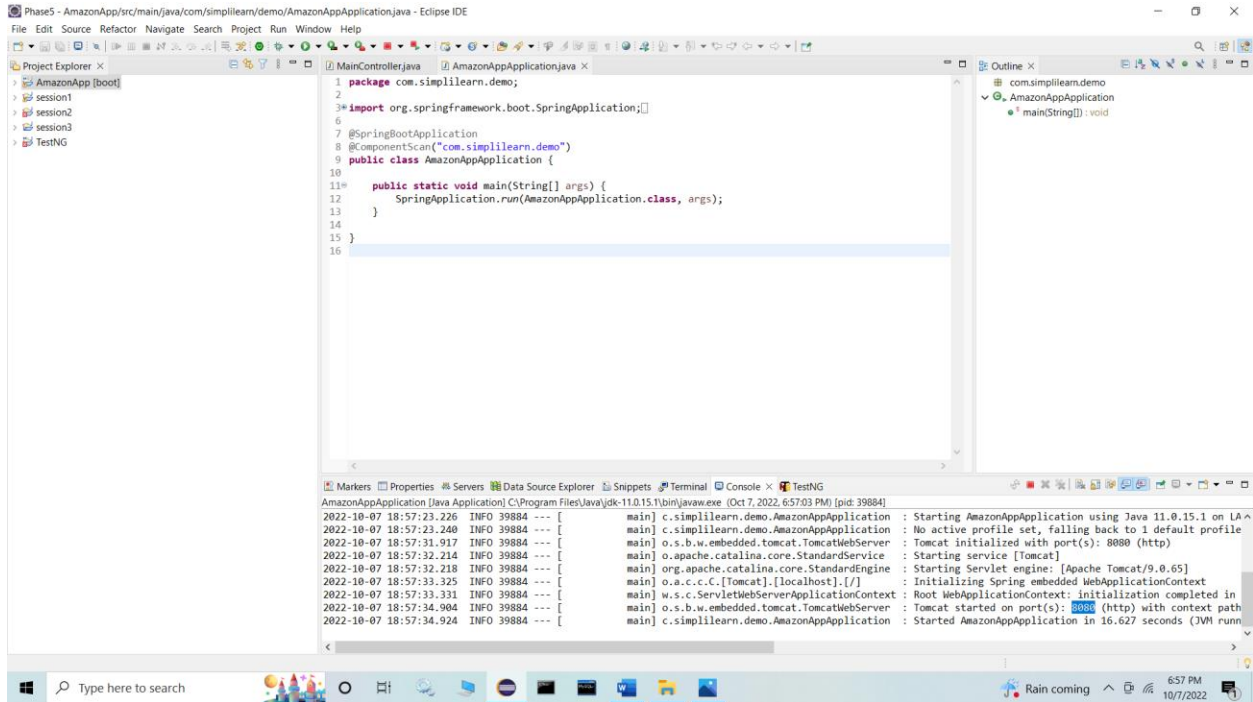 Phase5 - AmazonApp/src/main/java/com/simplilearn/demo/AmazonAppApplication.java - Eclipse IDE
File Edit Source Refactor Navigate Search Project Run Window Help
Project Explorer
AmazonApp [boot]
session1
session2
session3
TestNG
MainController.java AmazonAppApplication.java
1 package com.simplilearn.demo;
2
3 import org.springframework.boot.SpringApplication;
6
7 @SpringBootApplication
8 @ComponentScan("com.simplilearn.demo")
9 public class AmazonAppApplication {
10
11 public static void main(String[] args) {
12 SpringApplication.run(AmazonAppApplication.class, args);
13 }
14
15 }
16
Outline
com.simplilearn.demo
AmazonAppApplication
main(String[]) : void
Markers Properties Servers Data Source Explorer Snippets Terminal Console TestNG
AmazonAppApplication [Java Application] C:\Program Files\Java\jdk-11.0.15.1\bin\javaw.exe (Oct 7, 2022, 6:57:03 PM) [pid: 39884]
2022-10-07 18:57:23.226 INFO 39884 --- [ main] c.simplilearn.demo.AmazonAppApplication : Starting AmazonAppApplication using Java 11.0.15.1 on LA
2022-10-07 18:57:23.240 INFO 39884 --- [ main] c.simplilearn.demo.AmazonAppApplication : No active profile set, falling back to 1 default profile
2022-10-07 18:57:31.917 INFO 39884 --- [ main] o.s.b.w.embedded.tomcat.TomcatWebServer : Tomcat initialized with port(s): 8080 (http)
2022-10-07 18:57:32.214 INFO 39884 --- [ main] o.apache.catalina.core.StandardService : Starting service [Tomcat]
2022-10-07 18:57:32.218 INFO 39884 --- [ main] org.apache.catalina.core.StandardEngine : Starting Servlet engine: [Apache Tomcat/9.0.65]
2022-10-07 18:57:33.325 INFO 39884 --- [ main] o.a.c.c.C.[Tomcat].[localhost].[/] : Initializing Spring embedded WebApplicationContext
2022-10-07 18:57:33.331 INFO 39884 --- [ main] w.s.c.ServletWebServerApplicationContext : Root WebApplicationContext: initialization completed in
2022-10-07 18:57:34.904 INFO 39884 --- [ main] o.s.b.w.embedded.tomcat.TomcatWebServer : Tomcat started on port(s): 8080 (http) with context path
2022-10-07 18:57:34.924 INFO 39884 --- [ main] c.simplilearn.demo.AmazonAppApplication : Started AmazonAppApplication in 16.627 seconds (JVM runn
Type here to search
Rain coming
6:57 PM
10/7/2022